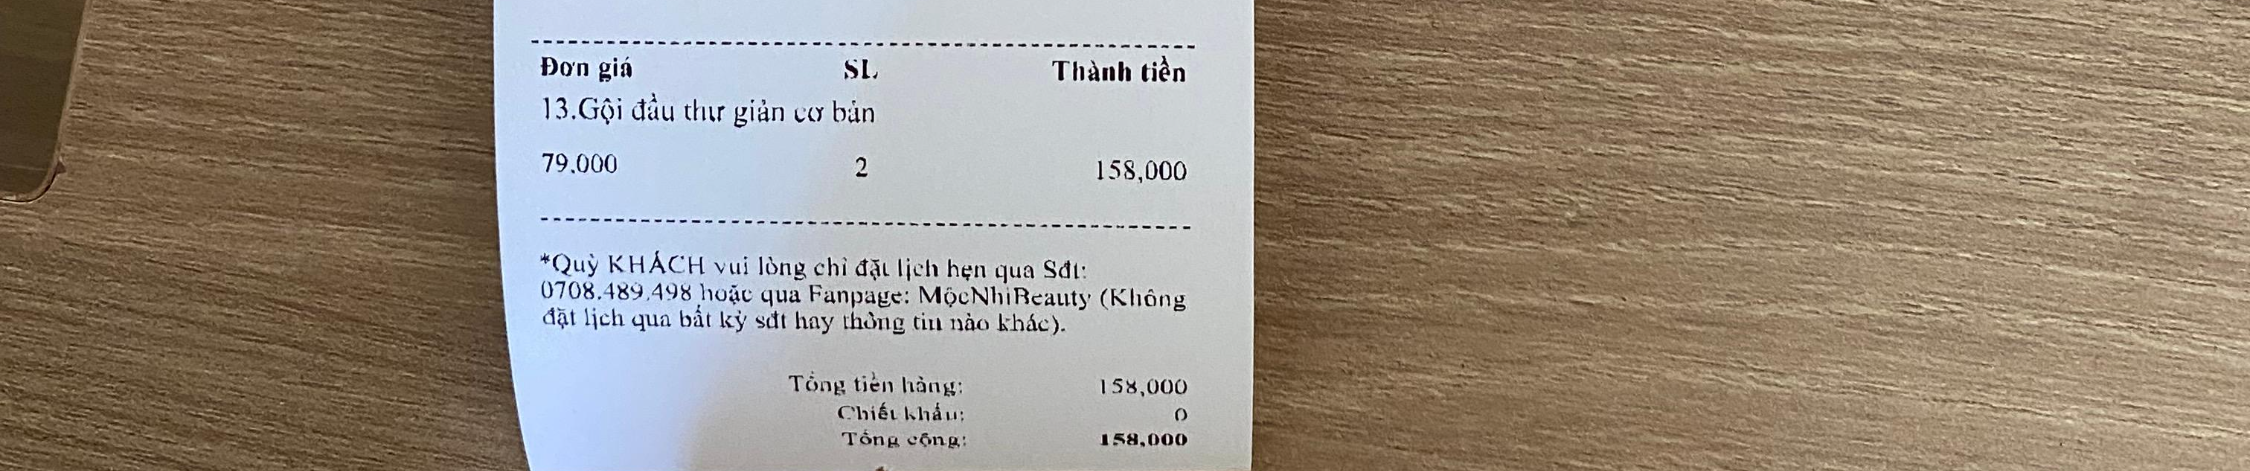 Đơn giá SL Thành tiền
13.Gội đầu thư giản cơ bản
79.000 2 158,000
*Quý KHÁCH vui lòng chỉ đặt lịch hẹn qua Sđt:
0708.489.498 hoặc qua Fanpage: MộcNhiBeauty (Không
đặt lịch qua bất kỳ sđt hay thông tin nào khác).
Tổng tiền hàng: 158,000
Chiết khấu: 0
Tổng cộng: 158,000